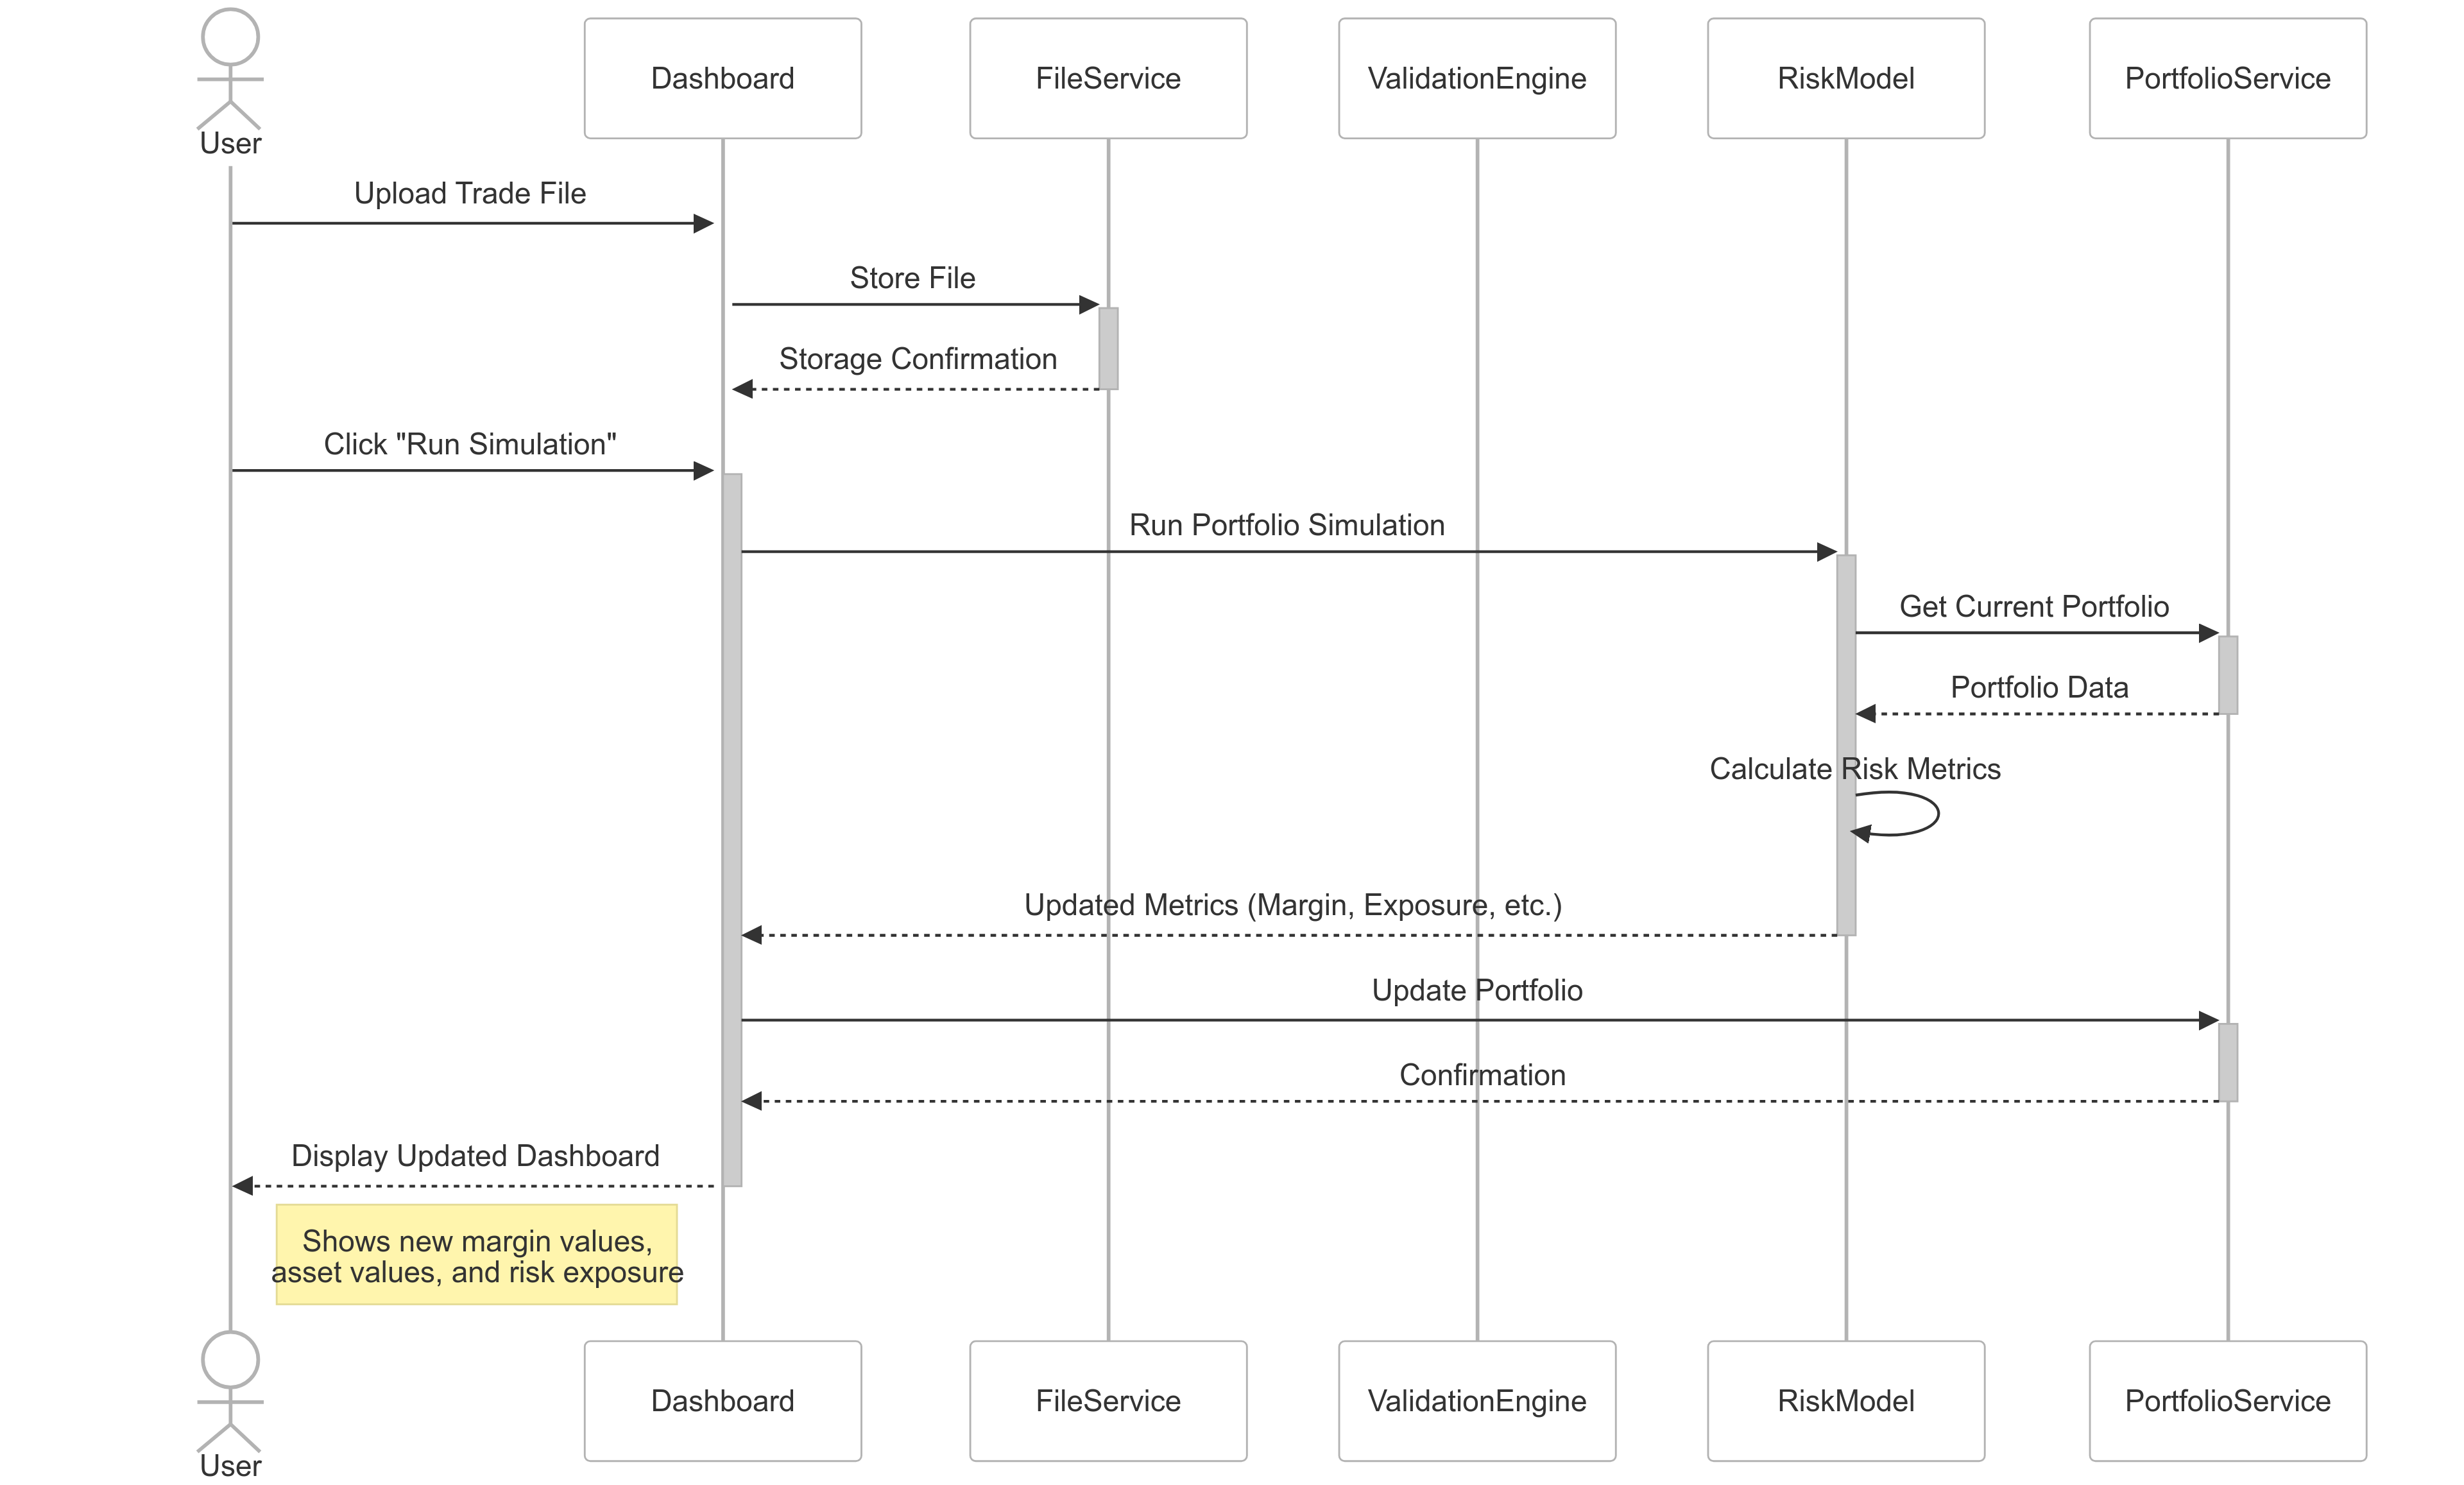 User
Dashboard
FileService
ValidationEngine
RiskModel
PortfolioService
Upload Trade File
Store File
Storage Confirmation
Click "Run Simulation"
Run Portfolio Simulation
Get Current Portfolio
Portfolio Data
Calculate Risk Metrics
Updated Metrics (Margin, Exposure, etc.)
Update Portfolio
Confirmation
Display Updated Dashboard
Shows new margin values,
asset values, and risk exposure
User
Dashboard
FileService
ValidationEngine
RiskModel
PortfolioService